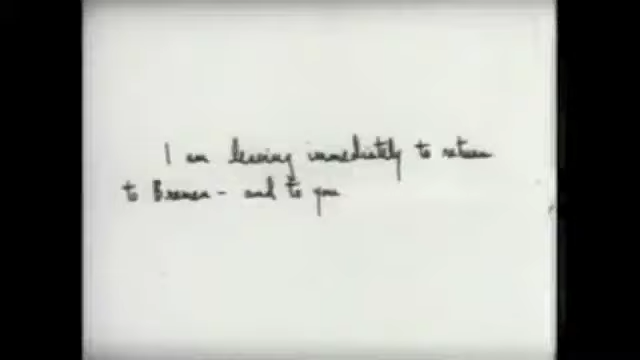 I am leaving immediately to return
to Bremen - and to you